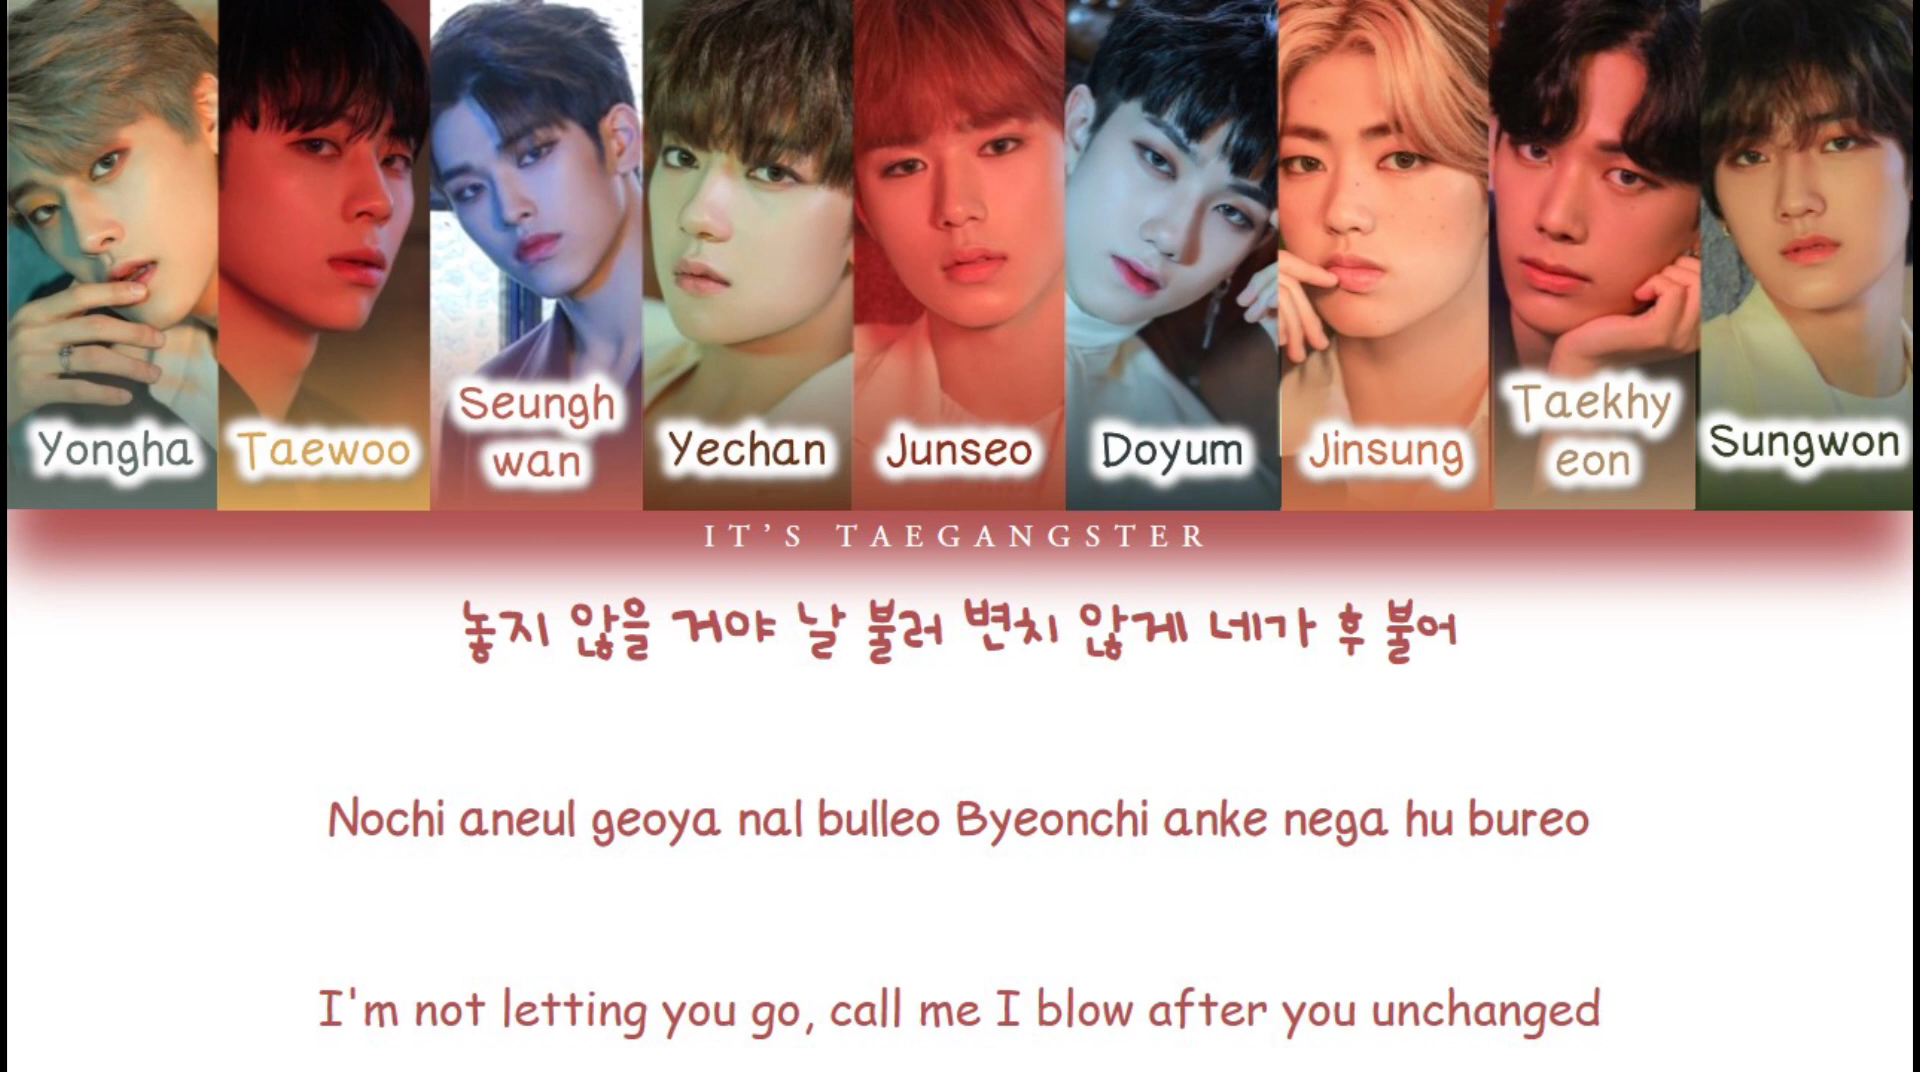 Yongha
Taewoo
Seungh
wan
Yechan
Junseo
Doyum
Jinsung
Taekhy
eon
Sungwon
IT'S TAEGANGSTER
놓지 않을 거야 날 불러 변치 않게 네가 후 불어
Nochi aneul geoya nal bulleo Byeonchi anke nega hu bureo
I'm not letting you go, call me I blow after you unchanged